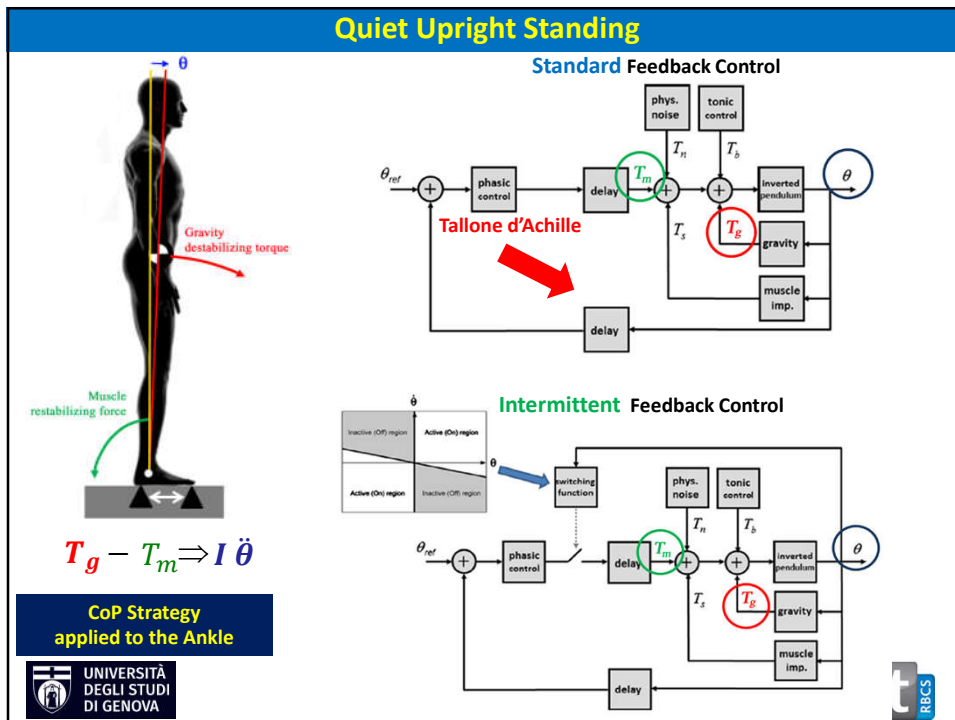 Quiet Upright Standing
θ
Gravity
destabilizing torque
Muscle
restabilizing force
T_g − T_m ⇒ I θ̈
CoP Strategy
applied to the Ankle
UNIVERSITÀ
DEGLI STUDI
DI GENOVA
Standard Feedback Control
phys.
noise
tonic
control
T_n
T_b
θ_ref
+
phasic
control
delay
T_m
+
+
inverted
pendulum
θ
Tallone d'Achille
T_s
T_g
gravity
muscle
imp.
delay
Intermittent Feedback Control
θ̇
Inactive (Off) region
Active (On) region
θ
Active (On) region
Inactive (Off) region
switching
function
phys.
noise
tonic
control
T_n
T_b
θ_ref
+
phasic
control
delay
T_m
+
+
inverted
pendulum
θ
T_s
T_g
gravity
muscle
imp.
delay
t
RBCS